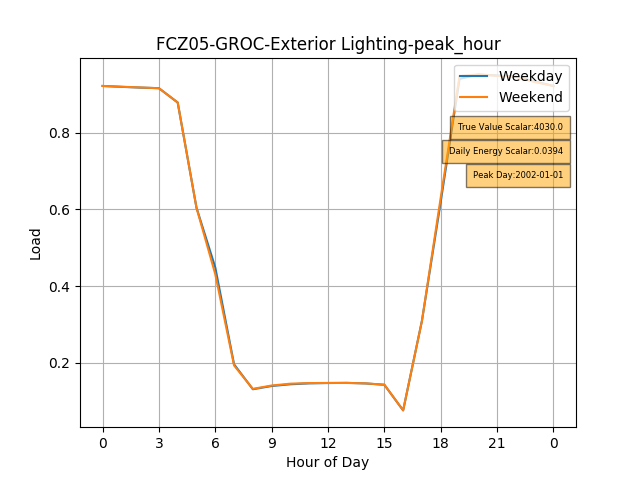 FCZ05-GROC-Exterior Lighting-peak_hour
Weekday
Weekend
True Value Scalar:4030.0
Daily Energy Scalar:0.0394
Peak Day:2002-01-01
Load
0.8
0.6
0.4
0.2
0 3 6 9 12 15 18 21 0
Hour of Day